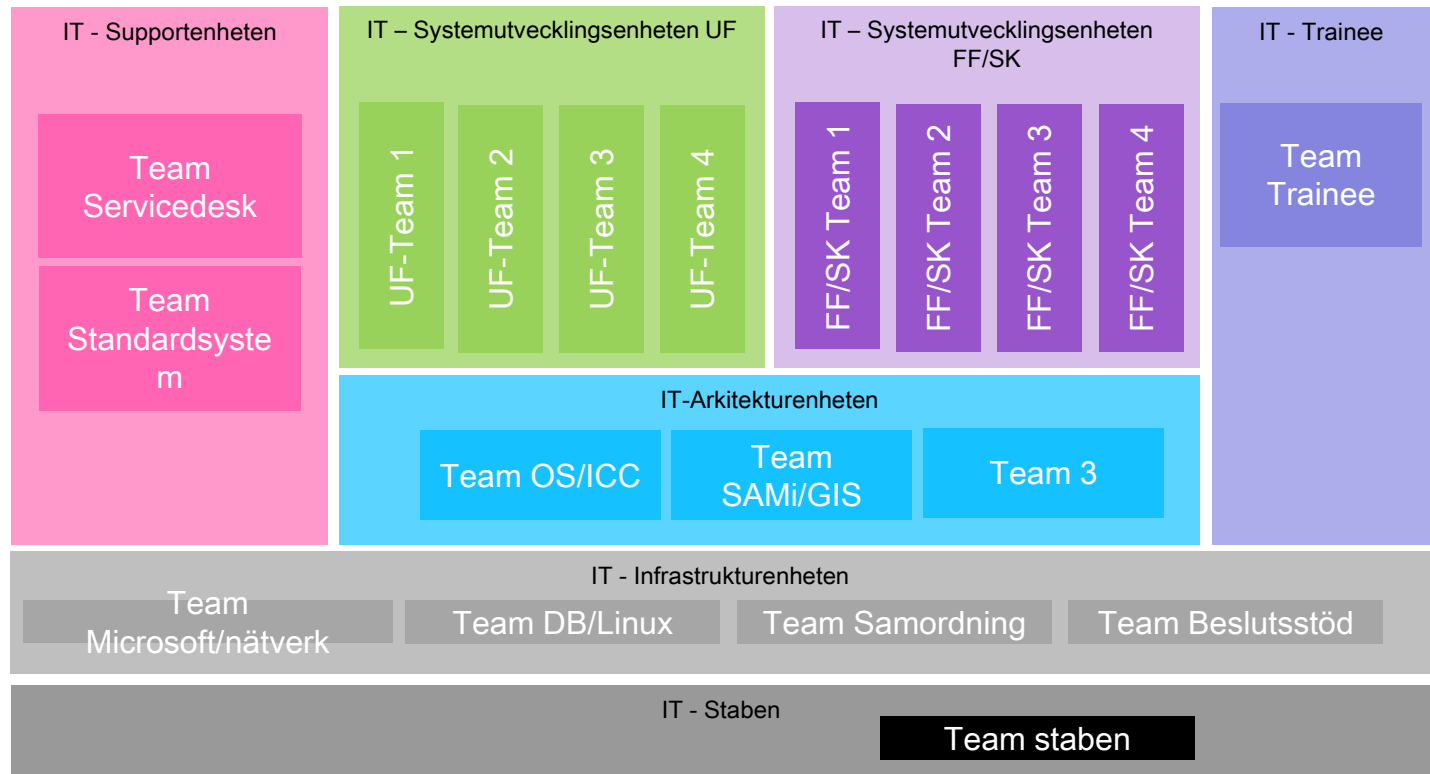 IT - Supportenheten
Team
Servicedesk
Team
Standardsyste
m
IT – Systemutvecklingsenheten UF
UF-Team 1
UF-Team 2
UF-Team 3
UF-Team 4
IT – Systemutvecklingsenheten
FF/SK
FF/SK Team 1
FF/SK Team 2
FF/SK Team 3
FF/SK Team 4
IT - Trainee
Team
Trainee
IT-Arkitekturenheten
Team OS/ICC
Team
SAMi/GIS
Team 3
IT - Infrastrukturenheten
Team
Microsoft/nätverk
Team DB/Linux
Team Samordning
Team Beslutsstöd
IT - Staben
Team staben